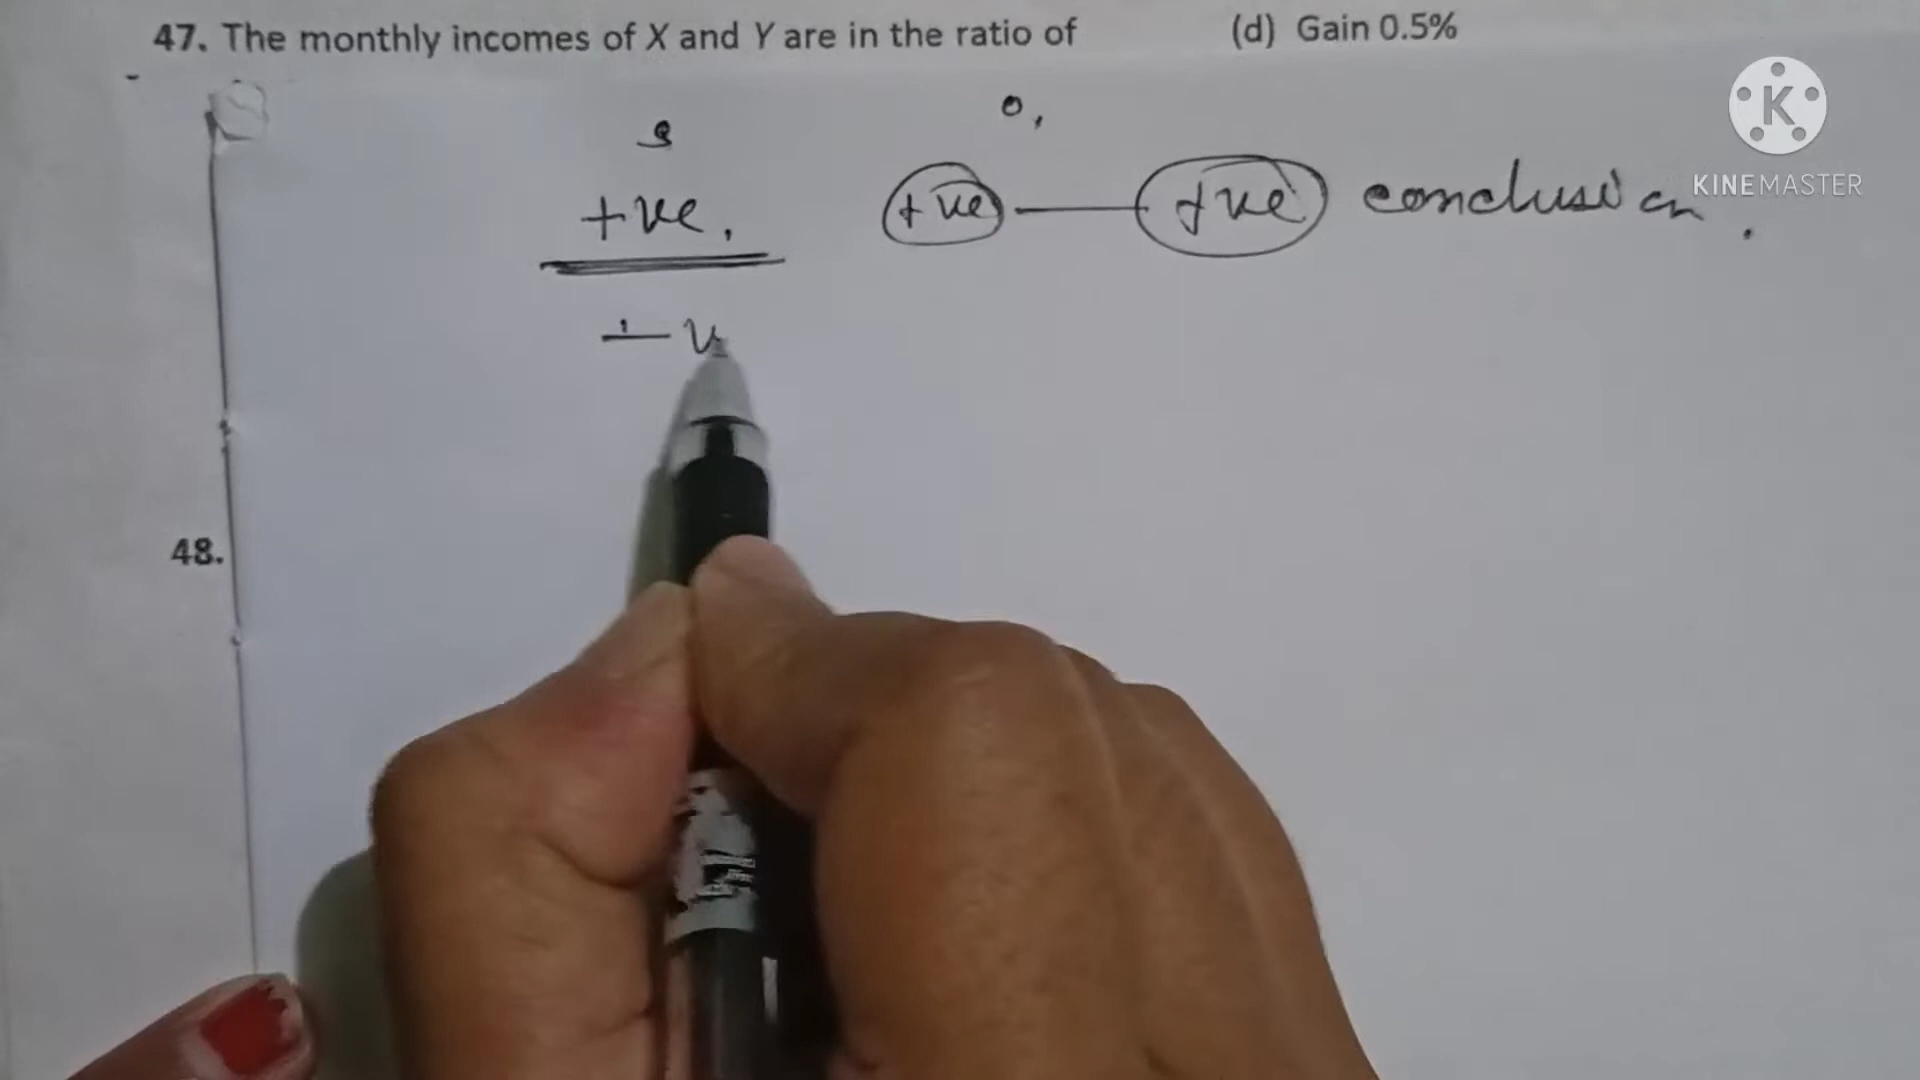 47. The monthly incomes of X and Y are in the ratio of (d) Gain 0.5%
K
KINEMASTER
+ve, +ve — +ve conclusion.
48.